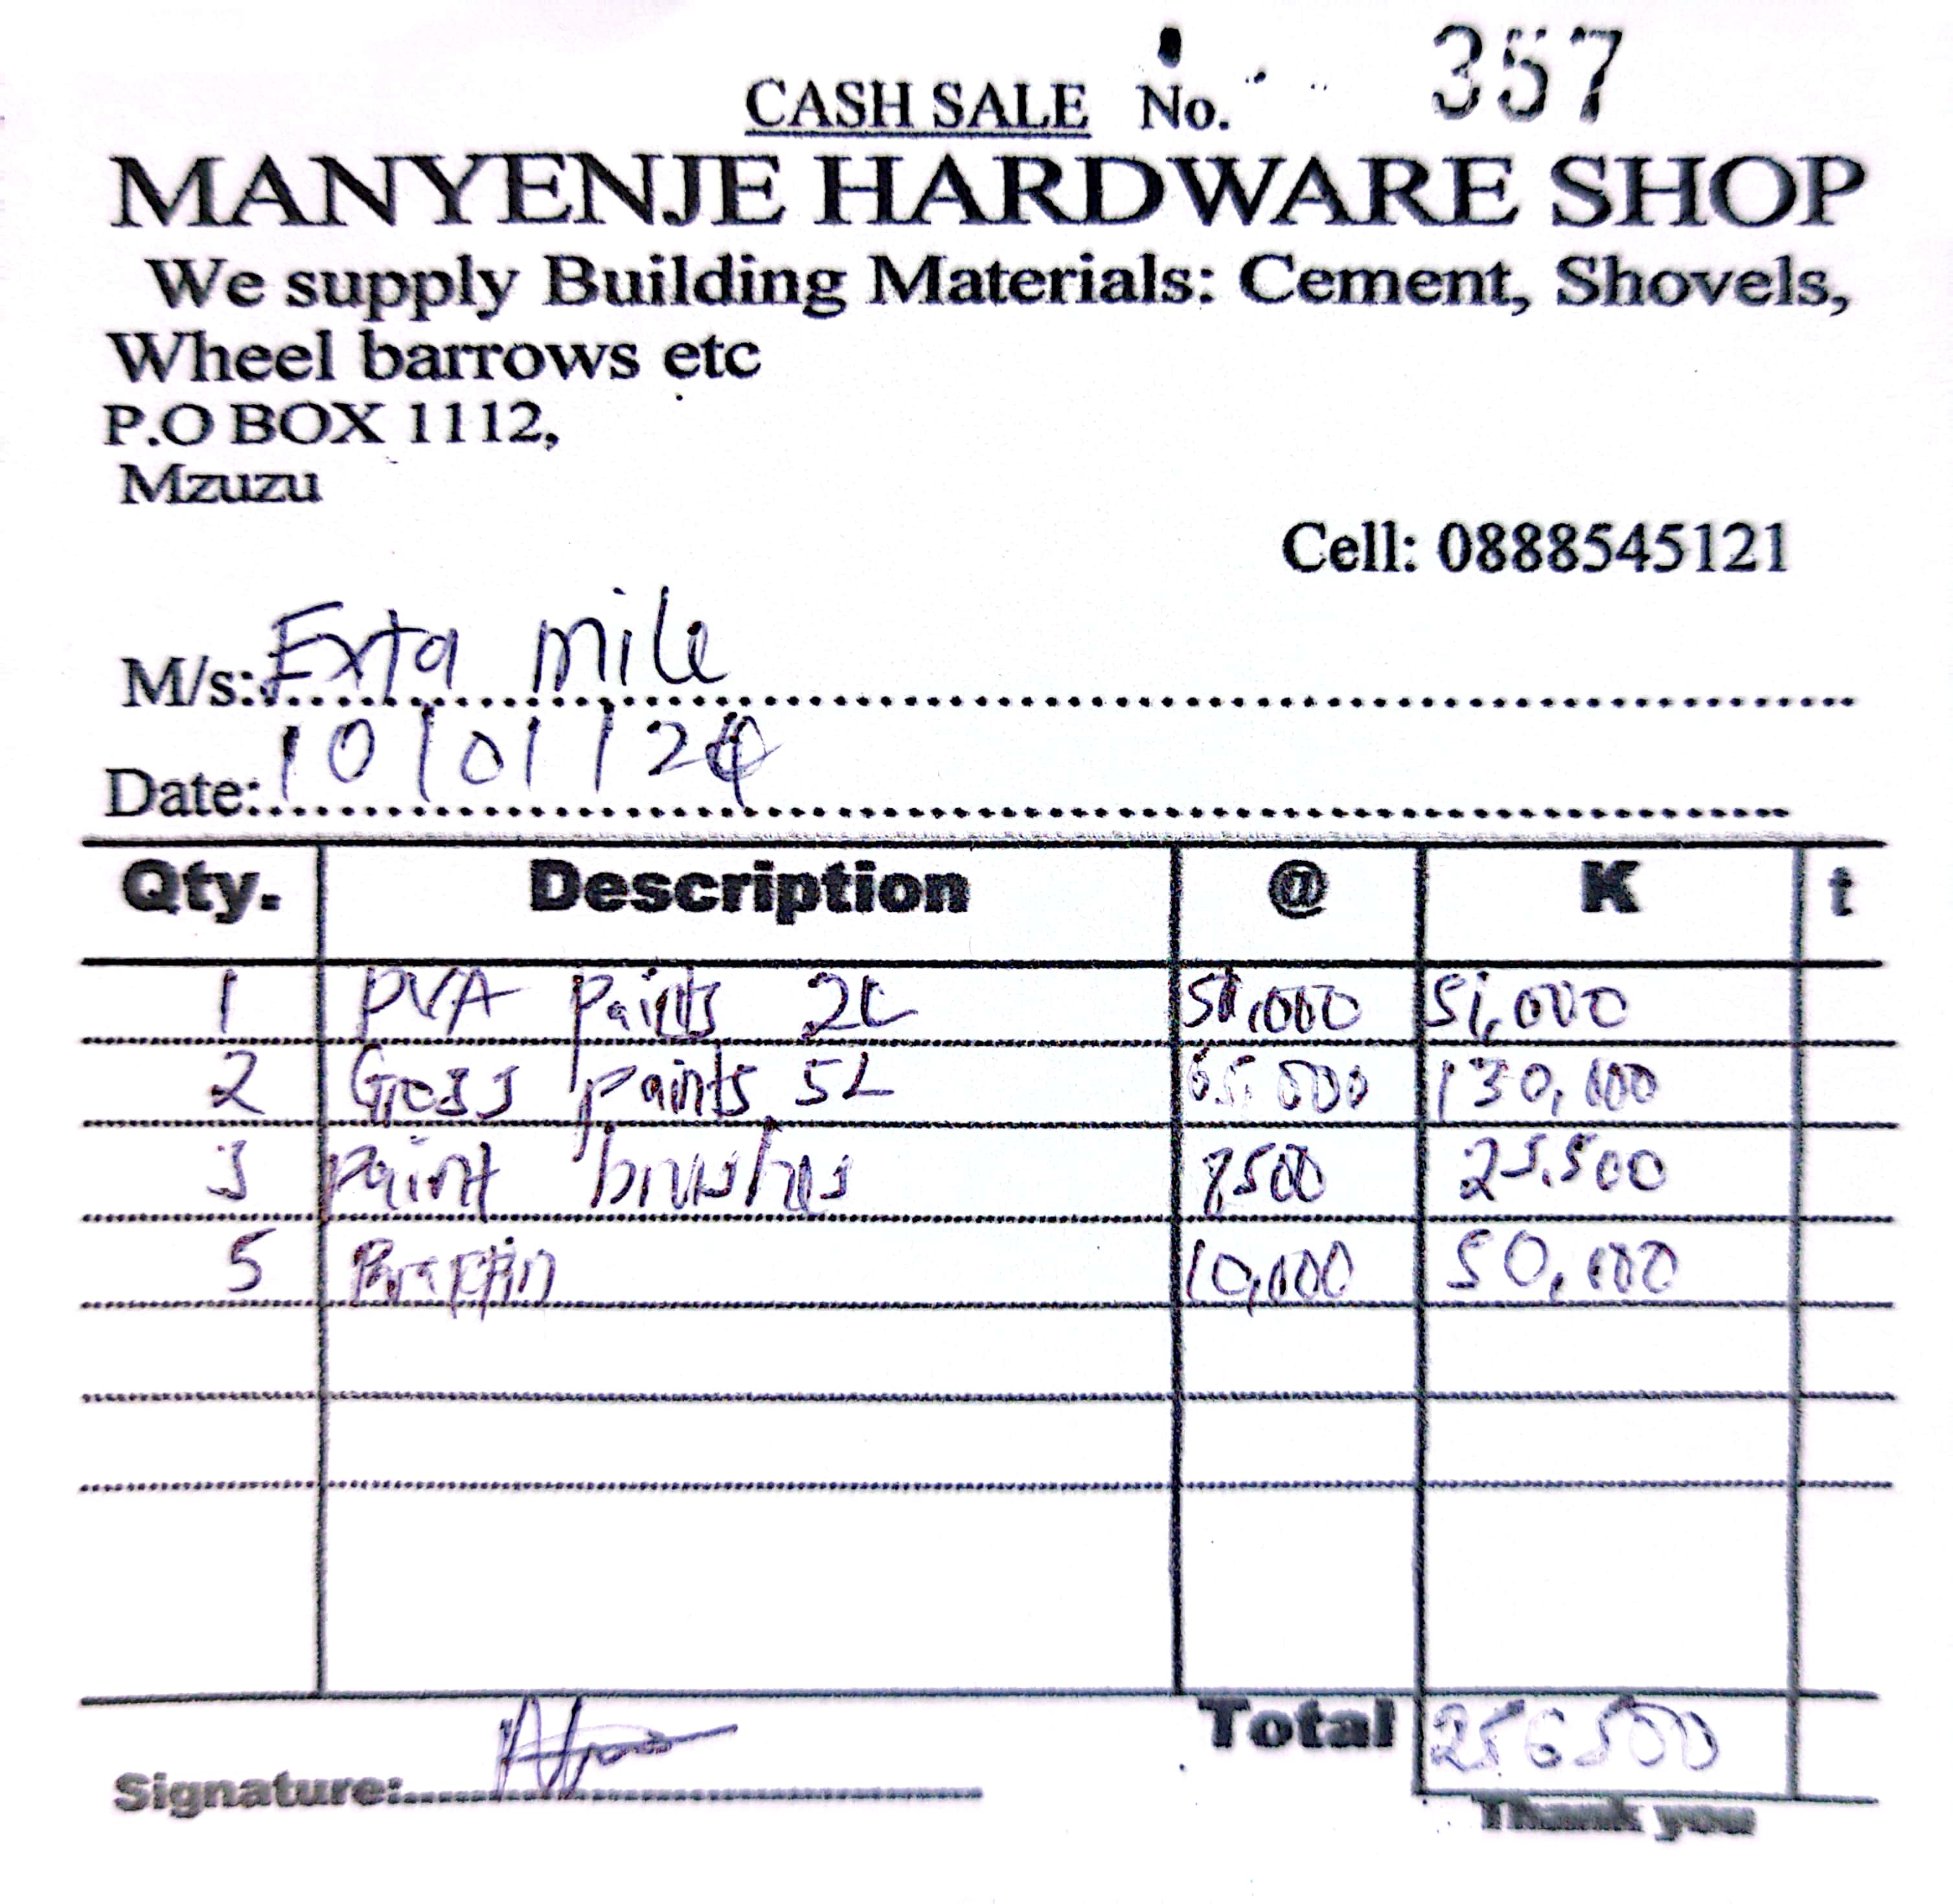 CASH SALE No. 357
MANYENJE HARDWARE SHOP
We supply Building Materials: Cement, Shovels,
Wheel barrows etc
P.O BOX 1112,
Mzuzu
Cell: 0888545121
M/s: Exta mile
Date: 10/01/24
Qty. Description @ K t
1 PVA Paints 2L 51,000 51,000
2 Gloss paints 5L 65,000 130,000
3 paint brushes 8500 25,500
5 10,000 50,000
Total 256500
Signature:
Thank you